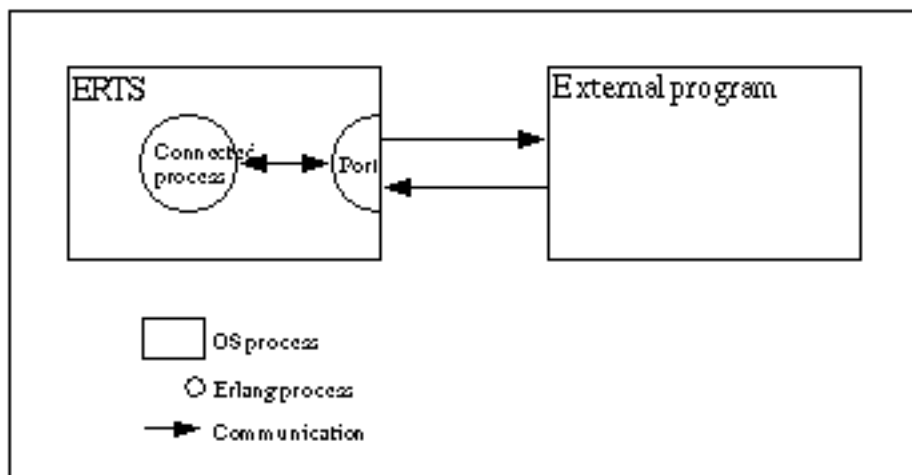 ERTS
External program
Connected
process
Port
OS process
Erlang process
Communication